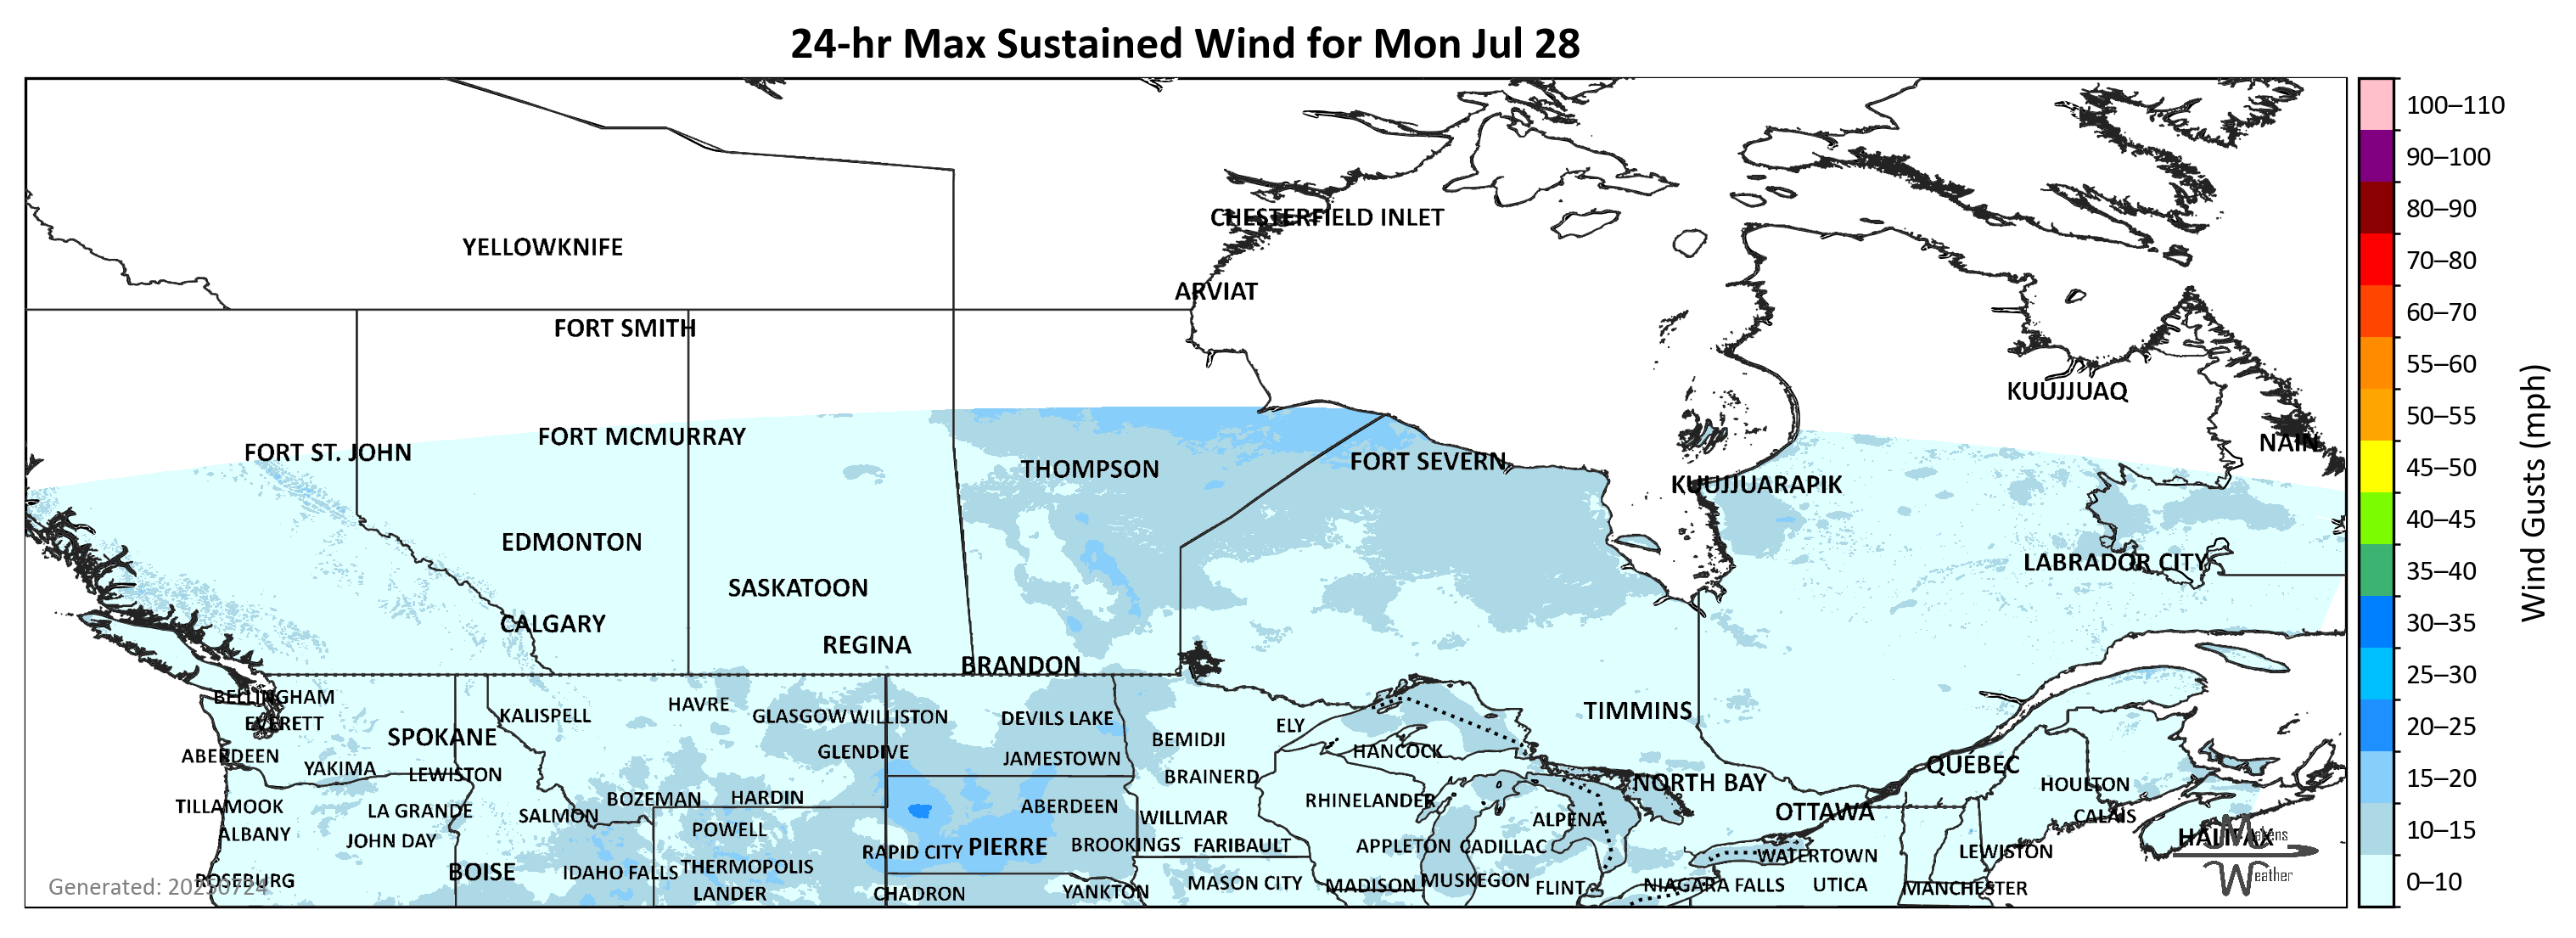 24-hr Max Sustained Wind for Mon Jul 28
100–110
90–100
CHESTERFIELD INLET
80–90
YELLOWKNIFE
70–80
ARVIAT
60–70
FORT SMITH
55–60
KUUJJUAQ
50–55
FORT MCMURRAY
NAIN
FORT ST. JOHN
FORT SEVERN
THOMPSON
45–50
KUUJJUARAPIK
40–45
EDMONTON
LABRADOR CITY
35–40
SASKATOON
CALGARY
30–35
REGINA
BRANDON
25–30
Wind Gusts (mph)
BELLINGHAM
HAVRE
TIMMINS
KALISPELL
GLASGOW
WILLISTON
DEVILS LAKE
EVERETT
ELY
20–25
SPOKANE
BEMIDJI
ABERDEEN
GLENDIVE
JAMESTOWN
HANCOCK
QUÉBEC
YAKIMA
LEWISTON
BRAINERD
15–20
NORTH BAY
HOULTON
BOZEMAN
HARDIN
RHINELANDER
TILLAMOOK
LA GRANDE
SALMON
ABERDEEN
WILLMAR
OTTAWA
CALAIS
ALPENA
ALBANY
POWELL
10–15
JOHN DAY
RAPID CITY
PIERRE
BROOKINGS
FARIBAULT
APPLETON
CADILLAC
HALIFAX
Makens
WATERTOWN
LEWISTON
BOISE
IDAHO FALLS
THERMOPOLIS
Weather
ROSEBURG
Generated: 20250724
LANDER
CHADRON
YANKTON
MASON CITY
MADISON
MUSKEGON
FLINT
NIAGARA FALLS
UTICA
MANCHESTER
0–10